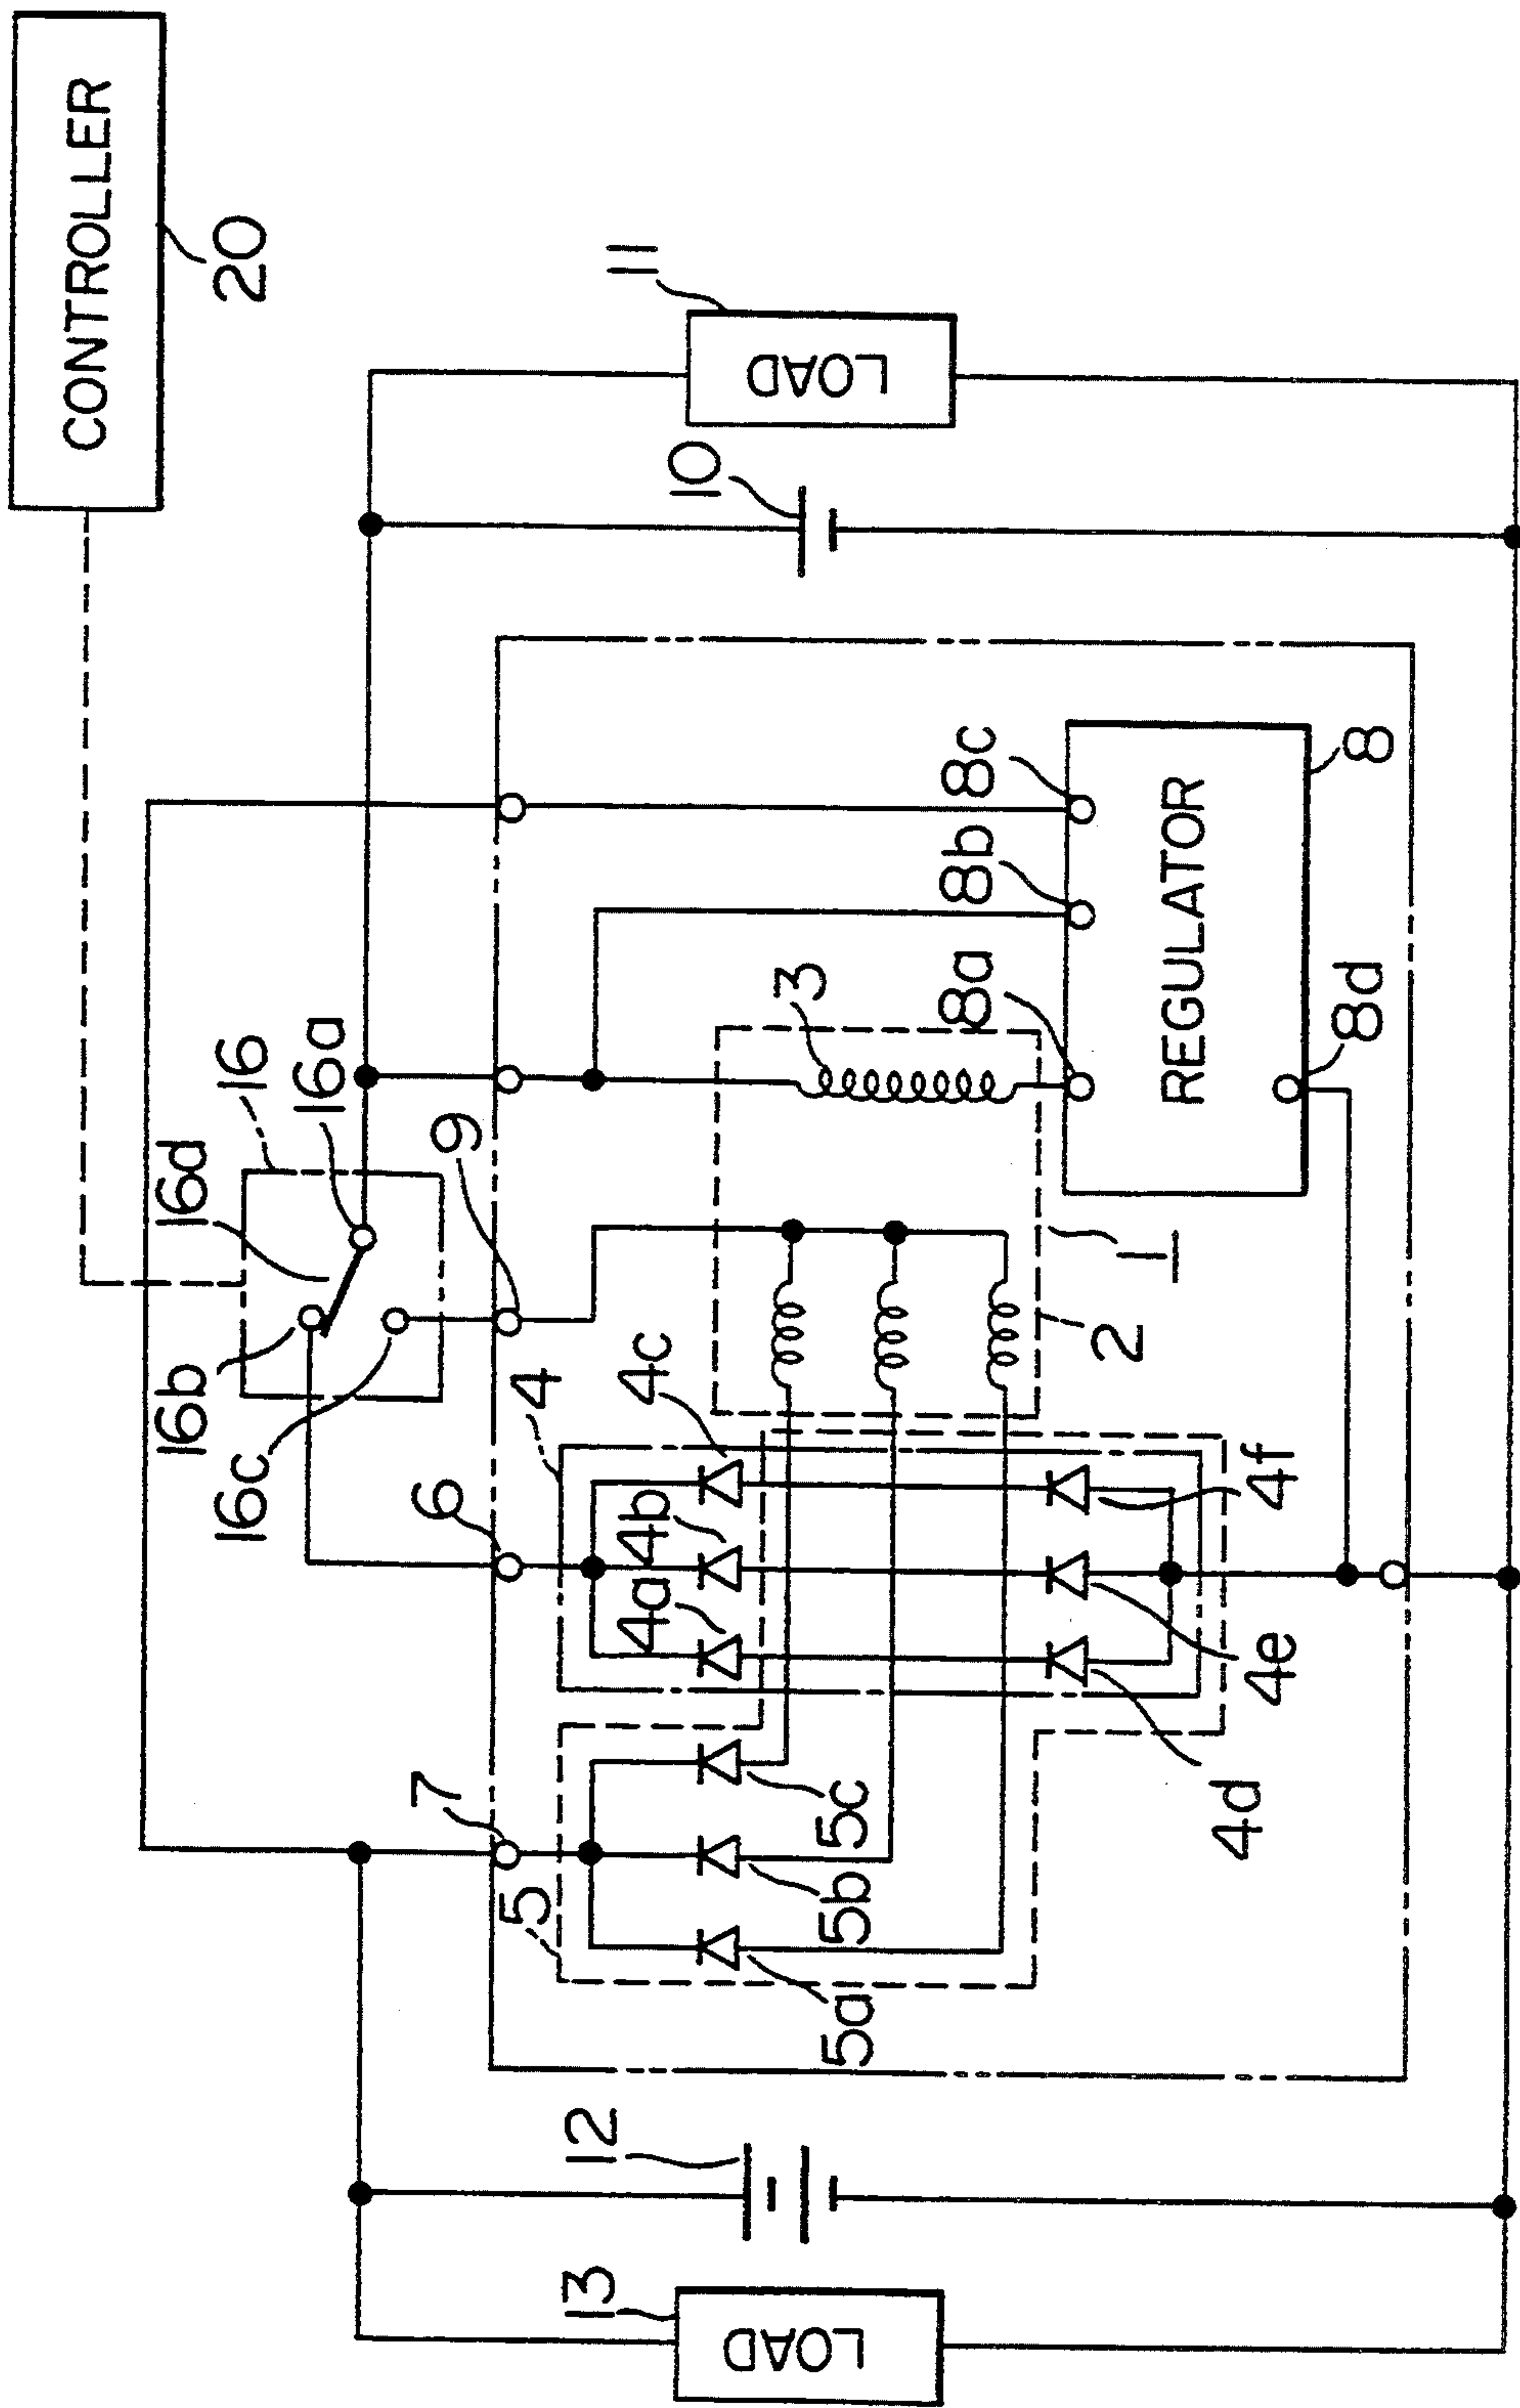 CONTROLLER
20
11
LOAD
10
8c
8b
8a
8
REGULATOR
8d
3
16
16a
16d
9
1
16b
16c
2
4
4c
4b
4a
6
4f
4e
4d
7
5
5c
5b
5a
12
13
LOAD